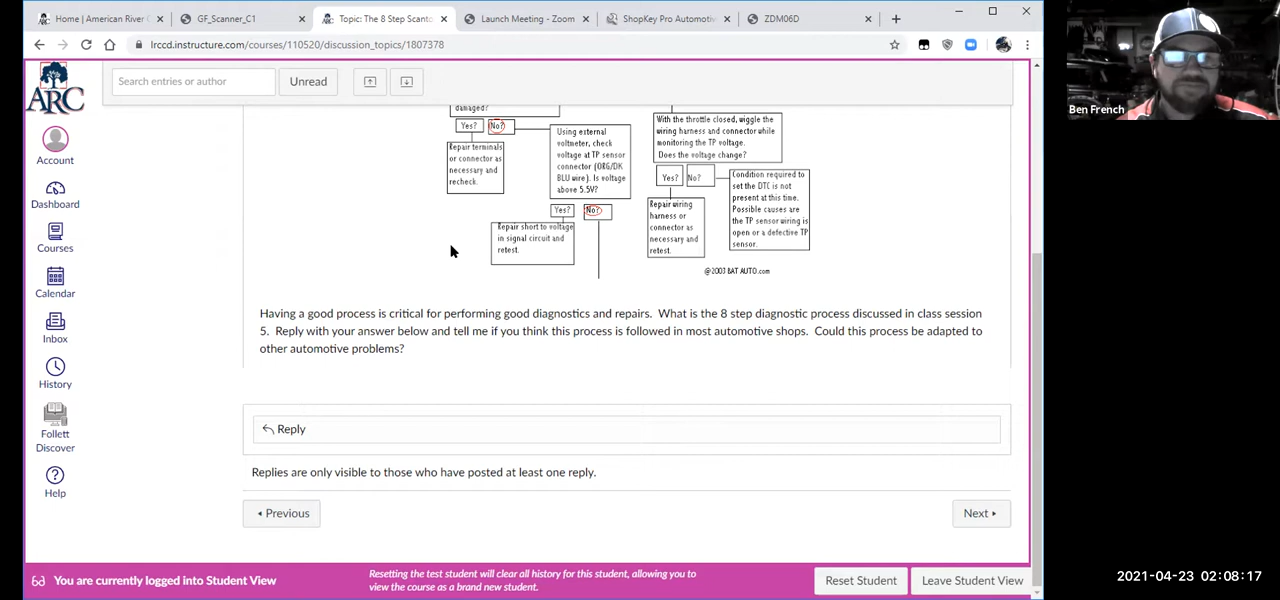 Home | American River C
GF_Scanner_C1
Topic: The 8 Step Scanto
Launch Meeting - Zoom
ShopKey Pro Automotiv
ZDM06D
lrccd.instructure.com/courses/110520/discussion_topics/1807378
Ben French
ARC
Search entries or author
Unread
Account
Dashboard
Courses
Calendar
Inbox
History
Follett
Discover
Help
damaged?
Yes?
No?
Repair terminals
or connector as
necessary and
recheck.
Using external
voltmeter, check
voltage at TP sensor
connector (ORG/DK
BLU wire). Is voltage
above 5.5V?
Yes?
No?
Repair short to voltage
in signal circuit and
retest.
With the throttle closed, wiggle the
wiring harness and connector while
monitoring the TP voltage.
Does the voltage change?
Yes?
No?
Repair wiring
harness or
connector as
necessary and
retest.
Condition required to
set the DTC is not
present at this time.
Possible causes are
the TP sensor wiring is
open or a defective TP
sensor.
@2003 BAT AUTO.com
Having a good process is critical for performing good diagnostics and repairs. What is the 8 step diagnostic process discussed in class session
5. Reply with your answer below and tell me if you think this process is followed in most automotive shops. Could this process be adapted to
other automotive problems?
Reply
Replies are only visible to those who have posted at least one reply.
Previous
Next
You are currently logged into Student View
Resetting the test student will clear all history for this student, allowing you to
view the course as a brand new student.
Reset Student
Leave Student View
2021-04-23 02:08:17